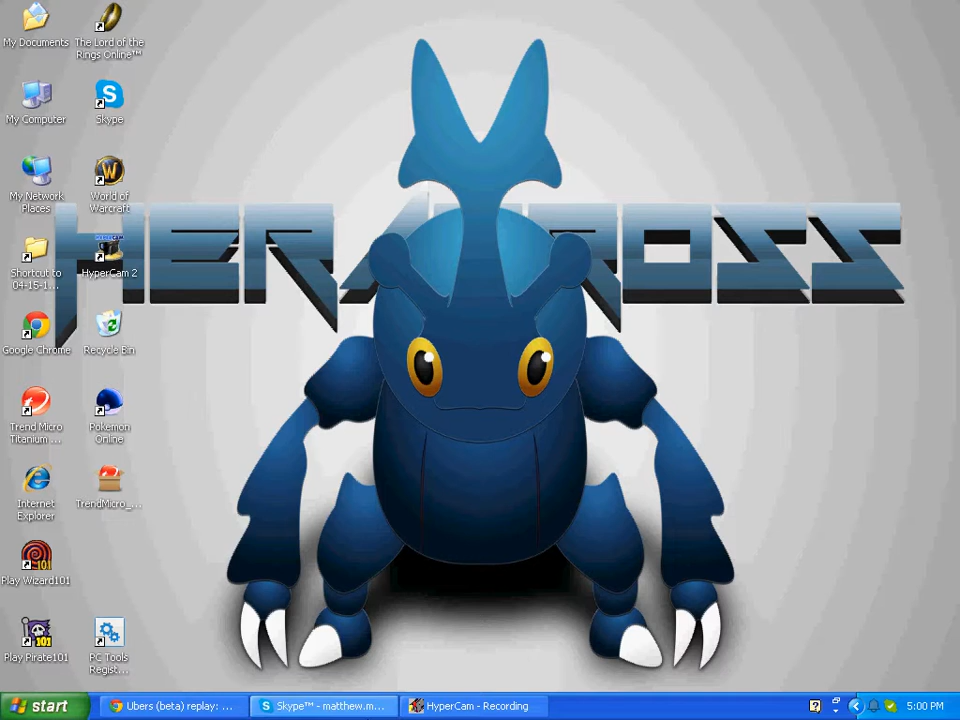 My Documents
The Lord of the
Rings Online™
My Computer
Skype
My Network
Places
World of
Warcraft
HERACROSS
Shortcut to
04-15-1...
HyperCam 2
Google Chrome
Recycle Bin
Trend Micro
Titanium ...
Pokemon
Online
Internet
Explorer
TrendMicro_...
Play Wizard101
Play Pirate101
PC Tools
Regist...
start
Ubers (beta) replay: ...
Skype™ - matthew.m...
HyperCam - Recording
5:00 PM